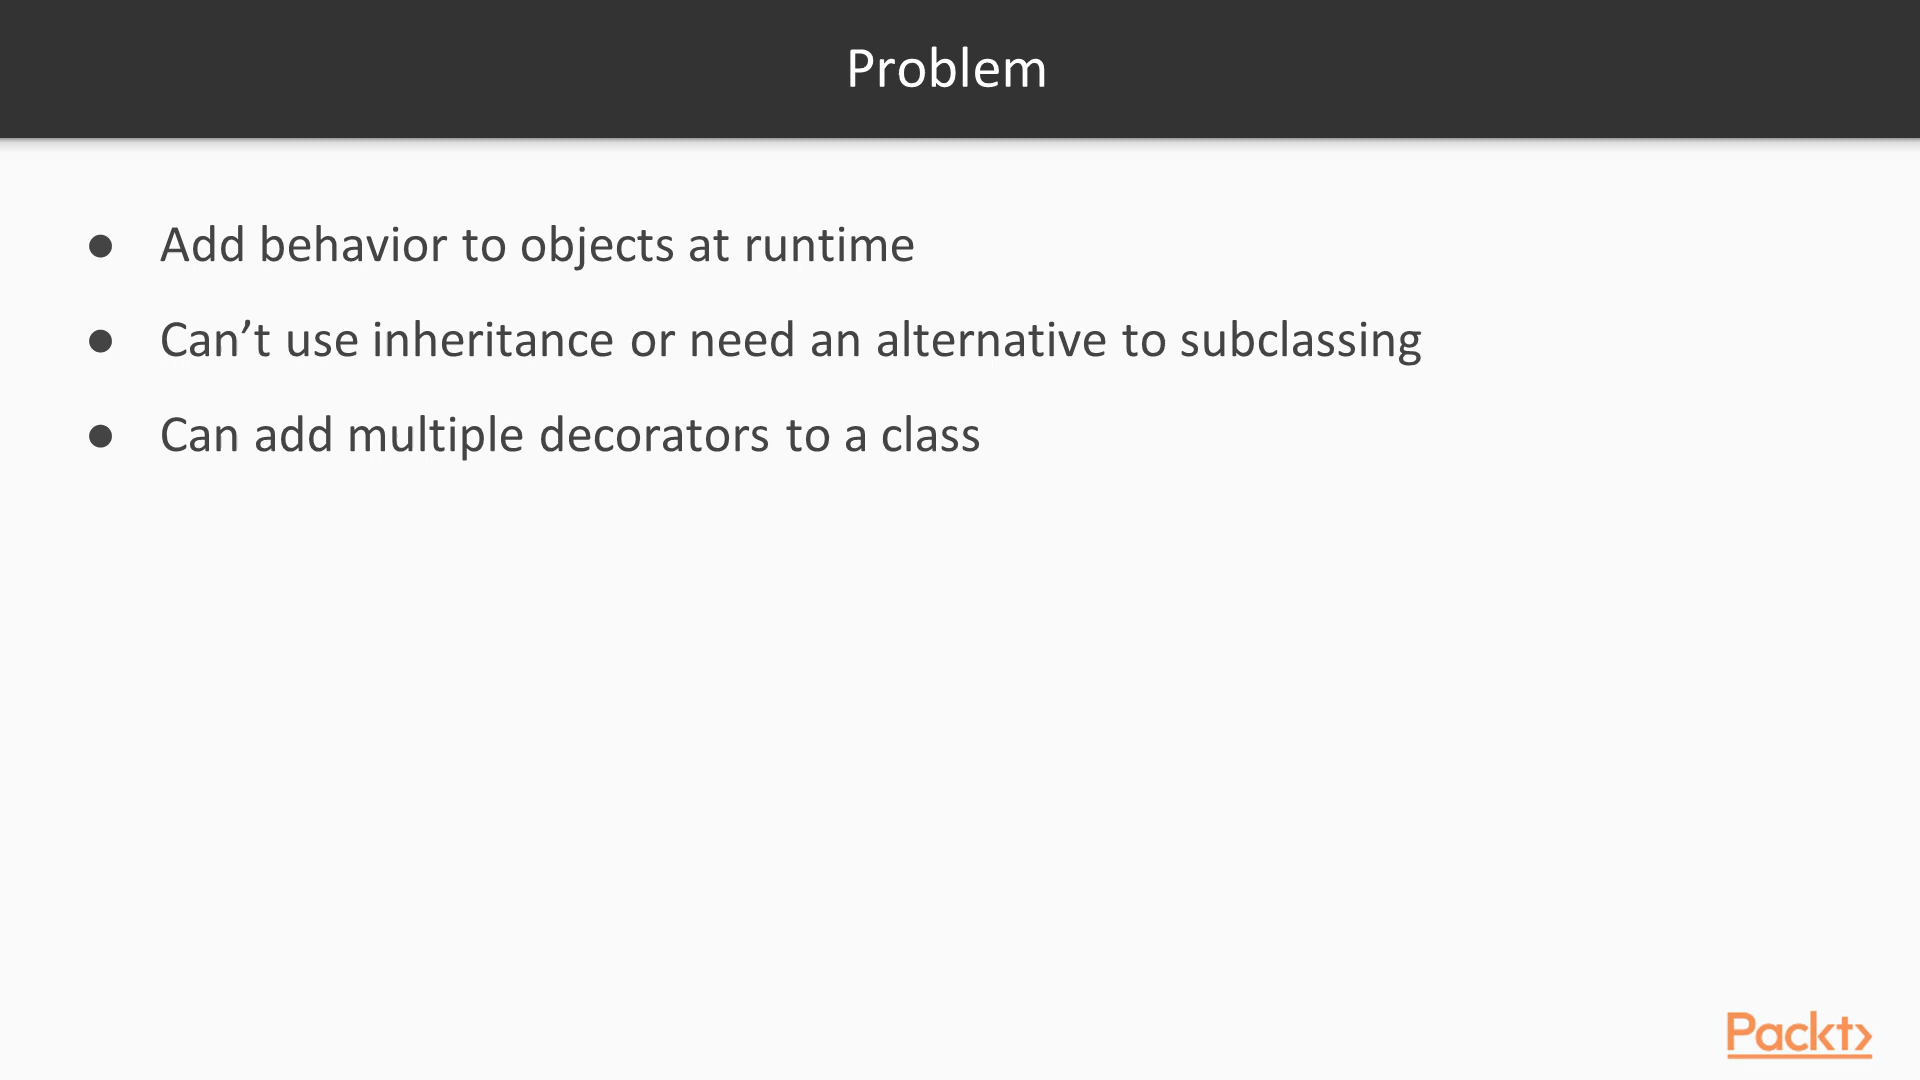 Problem
● Add behavior to objects at runtime
● Can’t use inheritance or need an alternative to subclassing
● Can add multiple decorators to a class
Packt>